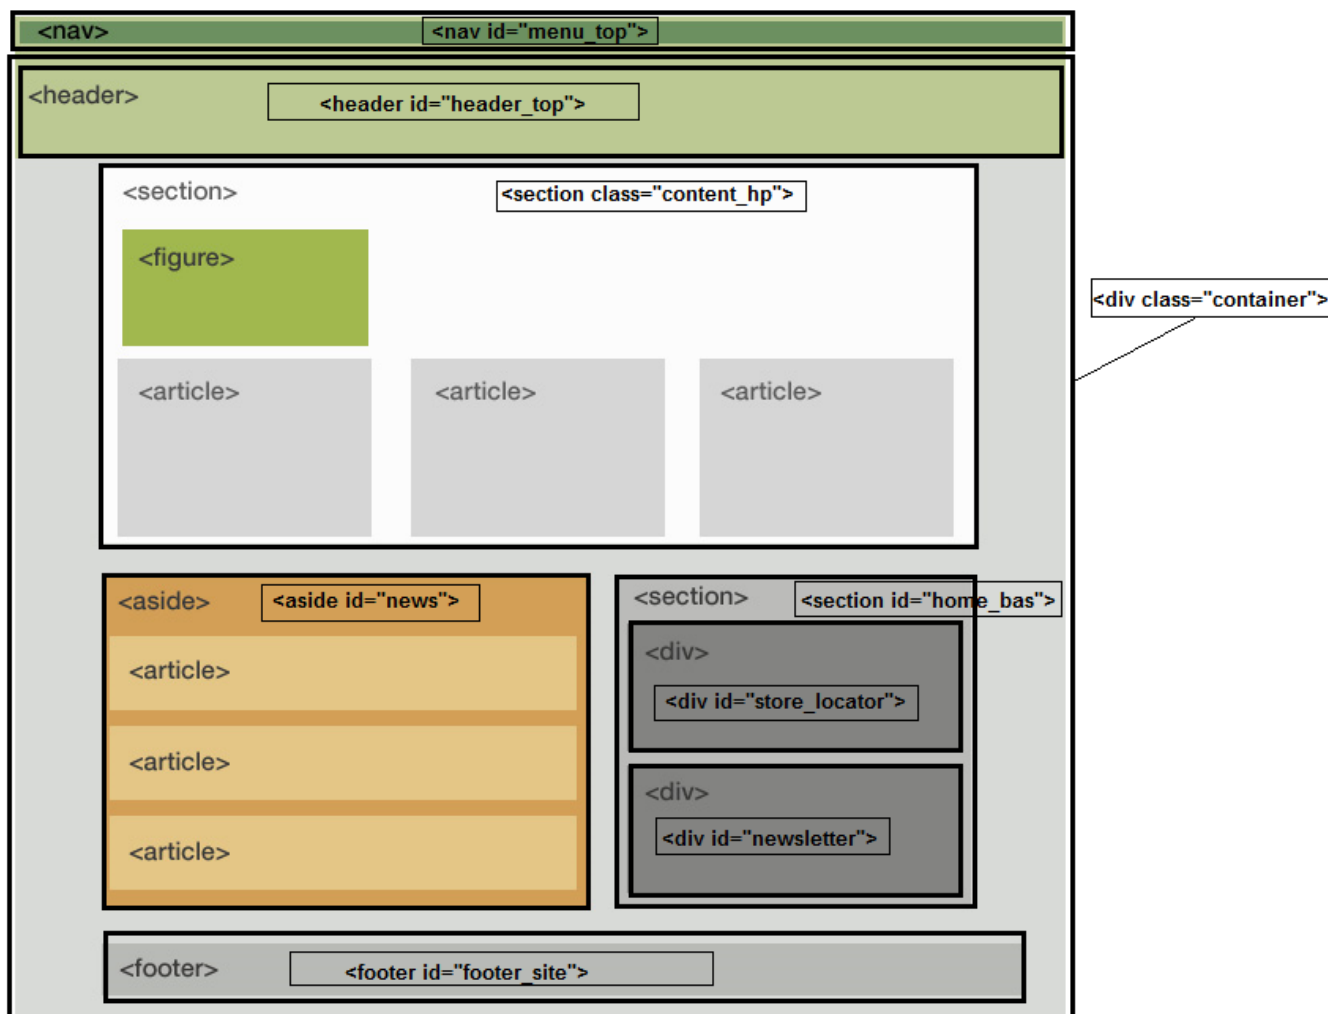 <nav>
<nav id="menu_top">
<header>
<header id="header_top">
<section>
<section class="content_hp">
<figure>
<div class="container">
<article>
<article>
<article>
<aside>
<aside id="news">
<article>
<article>
<article>
<section>
<section id="home_bas">
<div>
<div id="store_locator">
<div>
<div id="newsletter">
<footer>
<footer id="footer_site">